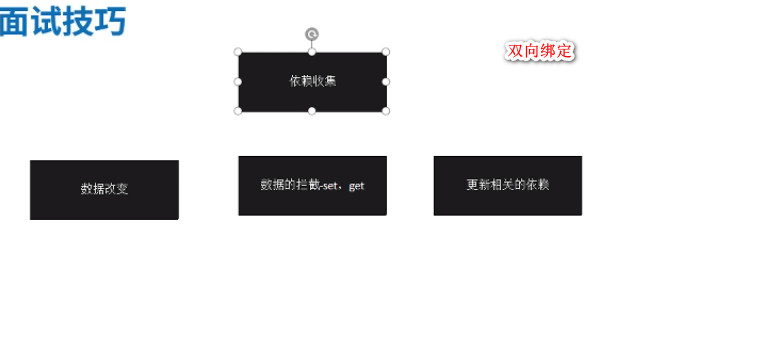 面试技巧
双向绑定
依赖收集
数据改变
数据的拦截-set，get
更新相关的依赖